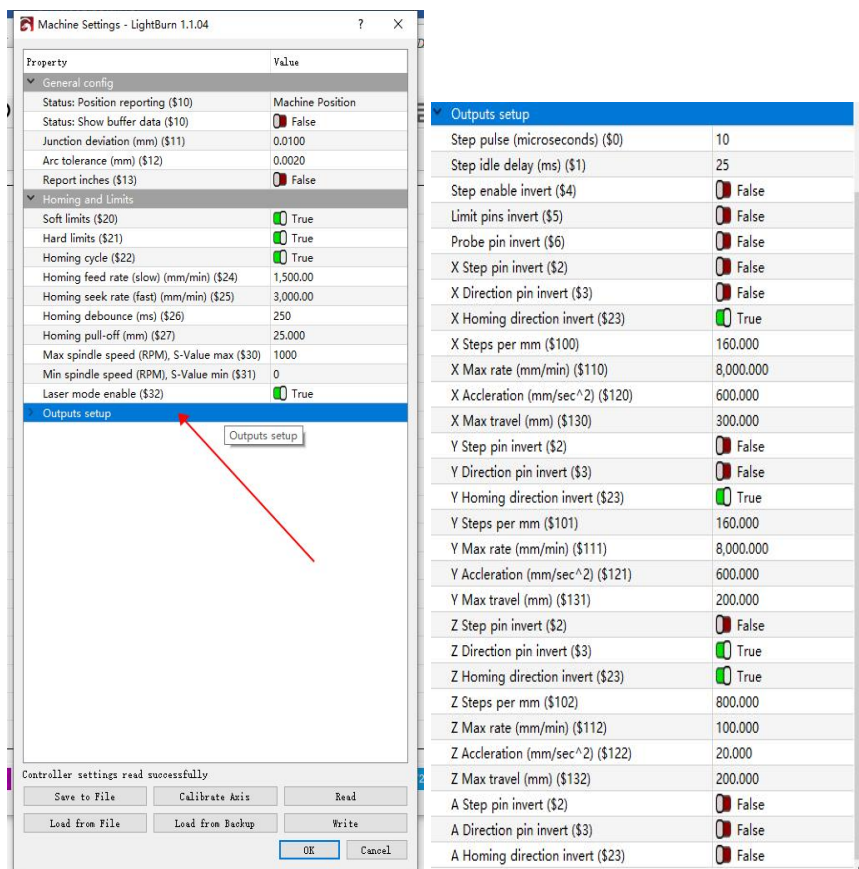 Machine Settings - LightBurn 1.1.04 ? X
Property Value
General config
Status: Position reporting ($10) Machine Position
Status: Show buffer data ($10) False
Junction deviation (mm) ($11) 0.0100
Arc tolerance (mm) ($12) 0.0020
Report inches ($13) False
Homing and Limits
Soft limits ($20) True
Hard limits ($21) True
Homing cycle ($22) True
Homing feed rate (slow) (mm/min) ($24) 1,500.00
Homing seek rate (fast) (mm/min) ($25) 3,000.00
Homing debounce (ms) ($26) 250
Homing pull-off (mm) ($27) 25.000
Max spindle speed (RPM), S-Value max ($30) 1000
Min spindle speed (RPM), S-Value min ($31) 0
Laser mode enable ($32) True
Outputs setup
Outputs setup
Controller settings read successfully
Save to File Calibrate Axis Read
Load from File Load from Backup Write
OK Cancel
Outputs setup
Step pulse (microseconds) ($0) 10
Step idle delay (ms) ($1) 25
Step enable invert ($4) False
Limit pins invert ($5) False
Probe pin invert ($6) False
X Step pin invert ($2) False
X Direction pin invert ($3) False
X Homing direction invert ($23) True
X Steps per mm ($100) 160.000
X Max rate (mm/min) ($110) 8,000.000
X Accleration (mm/sec^2) ($120) 600.000
X Max travel (mm) ($130) 300.000
Y Step pin invert ($2) False
Y Direction pin invert ($3) False
Y Homing direction invert ($23) True
Y Steps per mm ($101) 160.000
Y Max rate (mm/min) ($111) 8,000.000
Y Accleration (mm/sec^2) ($121) 600.000
Y Max travel (mm) ($131) 200.000
Z Step pin invert ($2) False
Z Direction pin invert ($3) True
Z Homing direction invert ($23) True
Z Steps per mm ($102) 800.000
Z Max rate (mm/min) ($112) 100.000
Z Accleration (mm/sec^2) ($122) 20.000
Z Max travel (mm) ($132) 200.000
A Step pin invert ($2) False
A Direction pin invert ($3) False
A Homing direction invert ($23) False